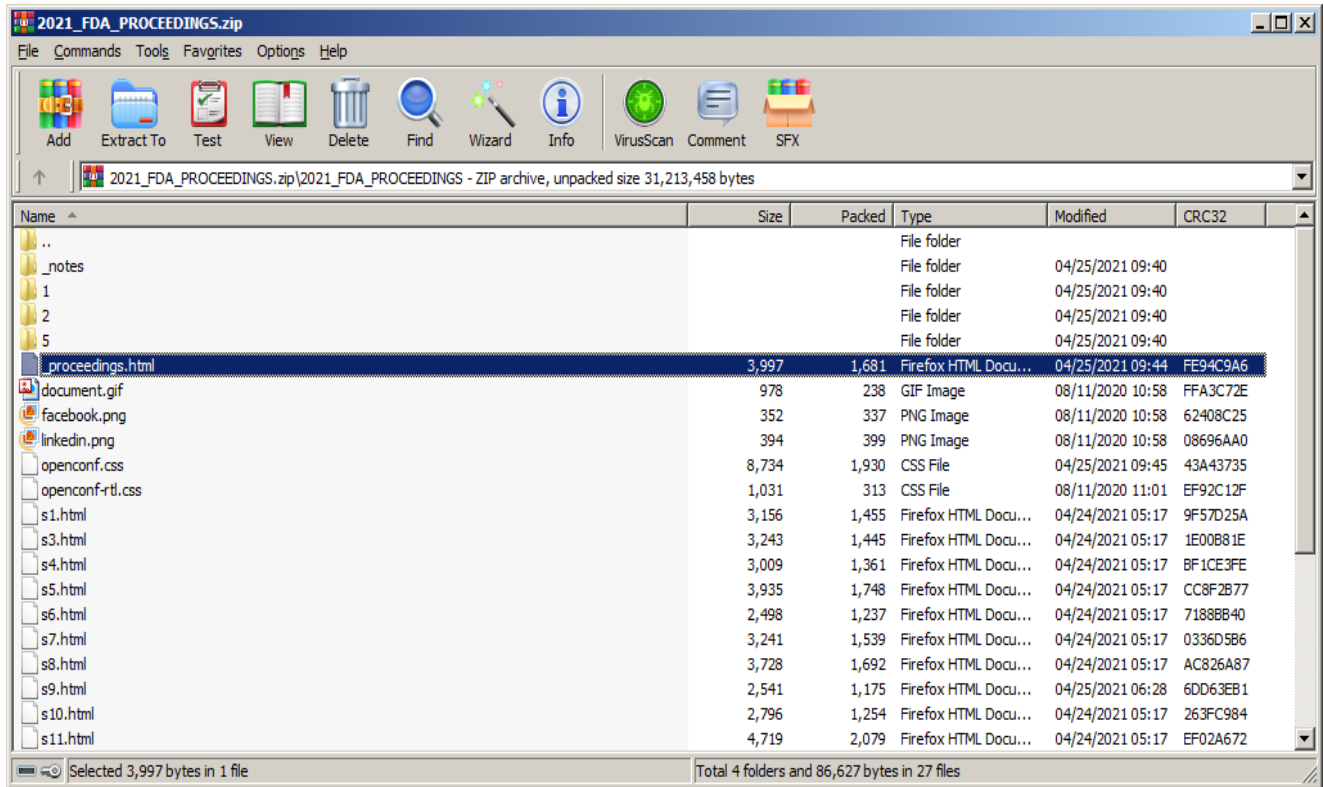 2021_FDA_PROCEEDINGS.zip
File Commands Tools Favorites Options Help
Add Extract To Test View Delete Find Wizard Info VirusScan Comment SFX
2021_FDA_PROCEEDINGS.zip\2021_FDA_PROCEEDINGS - ZIP archive, unpacked size 31,213,458 bytes
Name Size Packed Type Modified CRC32
.. File folder
_notes File folder 04/25/2021 09:40
1 File folder 04/25/2021 09:40
2 File folder 04/25/2021 09:40
5 File folder 04/25/2021 09:40
_proceedings.html 3,997 1,681 Firefox HTML Docu... 04/25/2021 09:44 FE94C9A6
document.gif 978 238 GIF Image 08/11/2020 10:58 FFA3C72E
facebook.png 352 337 PNG Image 08/11/2020 10:58 62408C25
linkedin.png 394 399 PNG Image 08/11/2020 10:58 08696AA0
openconf.css 8,734 1,930 CSS File 04/25/2021 09:45 43A43735
openconf-rtl.css 1,031 313 CSS File 08/11/2020 11:01 EF92C12F
s1.html 3,156 1,455 Firefox HTML Docu... 04/24/2021 05:17 9F57D25A
s3.html 3,243 1,445 Firefox HTML Docu... 04/24/2021 05:17 1E00B81E
s4.html 3,009 1,361 Firefox HTML Docu... 04/24/2021 05:17 BF1CE3FE
s5.html 3,935 1,748 Firefox HTML Docu... 04/24/2021 05:17 CC8F2B77
s6.html 2,498 1,237 Firefox HTML Docu... 04/24/2021 05:17 7188BB40
s7.html 3,241 1,539 Firefox HTML Docu... 04/24/2021 05:17 0336D5B6
s8.html 3,728 1,692 Firefox HTML Docu... 04/24/2021 05:17 AC826A87
s9.html 2,541 1,175 Firefox HTML Docu... 04/25/2021 06:28 6DD63EB1
s10.html 2,796 1,254 Firefox HTML Docu... 04/24/2021 05:17 263FC984
s11.html 4,719 2,079 Firefox HTML Docu... 04/24/2021 05:17 EF02A672
Selected 3,997 bytes in 1 file Total 4 folders and 86,627 bytes in 27 files